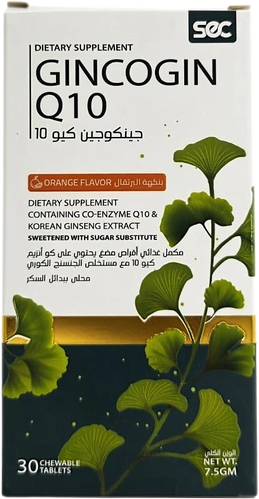 sec
DIETARY SUPPLEMENT
GINCOGIN
Q10
جينكوجين كيو 10
ORANGE FLAVOR بنكهة البرتقال
DIETARY SUPPLEMENT
CONTAINING CO-ENZYME Q10 &
KOREAN GINSENG EXTRACT
SWEETENED WITH SUGAR SUBSTITUTE
مكمل غذائي أقراص مضغ يحتوي على كو أنزيم
كيو 10 مع مستخلص الجنسنج الكوري
محلى ببدائل السكر
30 CHEWABLE
TABLETS
الوزن الكلي
NET WT.
7.5GM